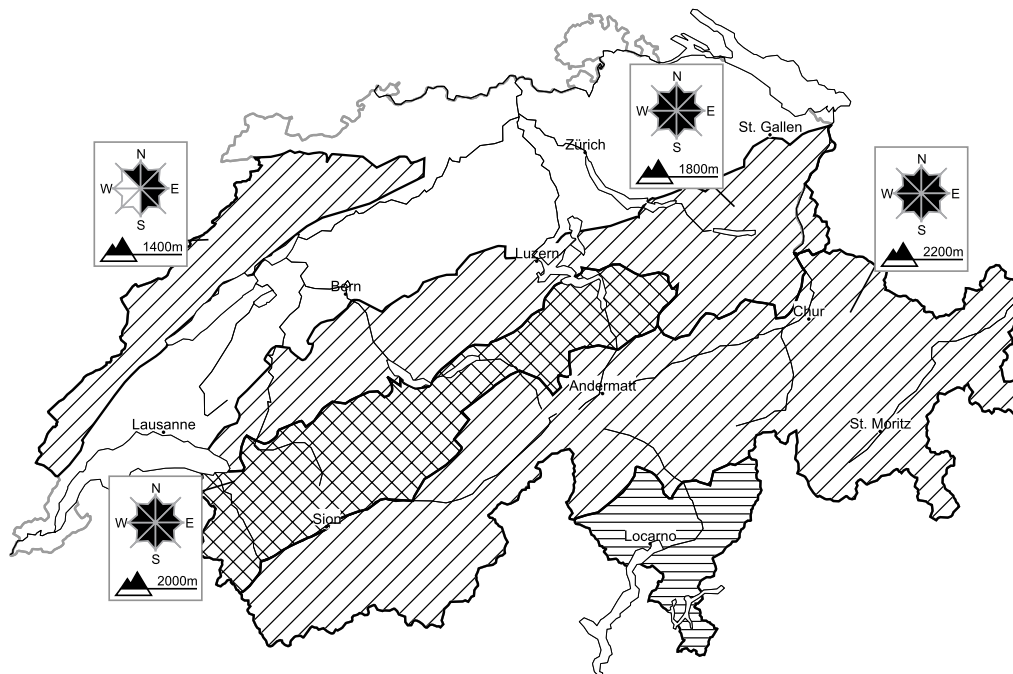 N
W E
S
1800m
St. Gallen
Zürich
N
W E
S
1400m
N
W E
S
2200m
Luzern
Bern
Chur
Andermatt
Lausanne
St. Moritz
N
W E
S
2000m
Sion
Locarno